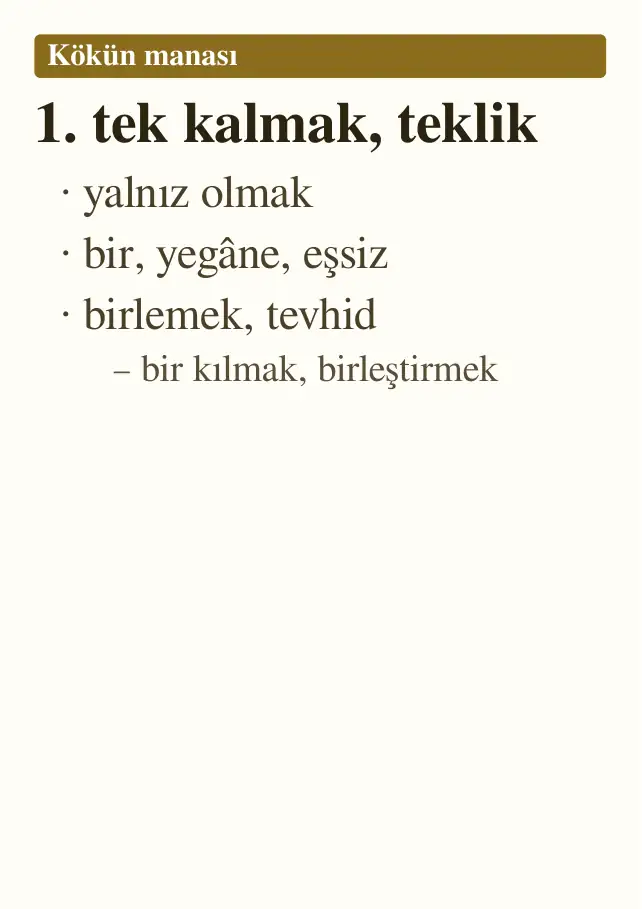 Kökün manası
1. tek kalmak, teklik
· yalnız olmak
· bir, yegâne, eşsiz
· birlemek, tevhid
– bir kılmak, birleştirmek